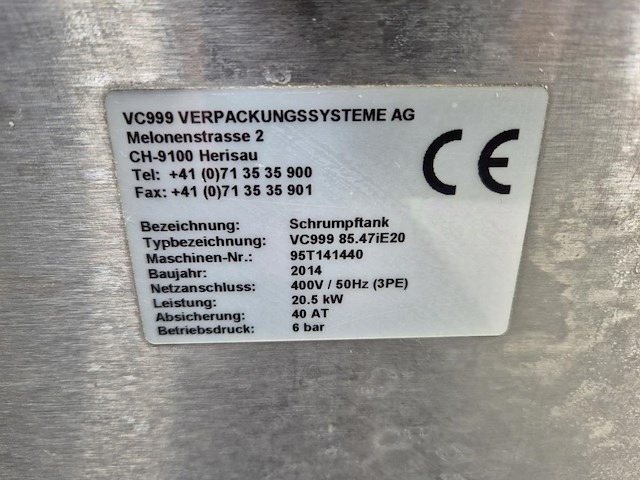 VC999 VERPACKUNGSSYSTEME AG
Melonenstrasse 2
CH-9100 Herisau
Tel: +41 (0)71 35 35 900
Fax: +41 (0)71 35 35 901
CE
Bezeichnung: Schrumpftank
Typbezeichnung: VC999 85.47iE20
Maschinen-Nr.: 95T141440
Baujahr: 2014
Netzanschluss: 400V / 50Hz (3PE)
Leistung: 20.5 kW
Absicherung: 40 AT
Betriebsdruck: 6 bar